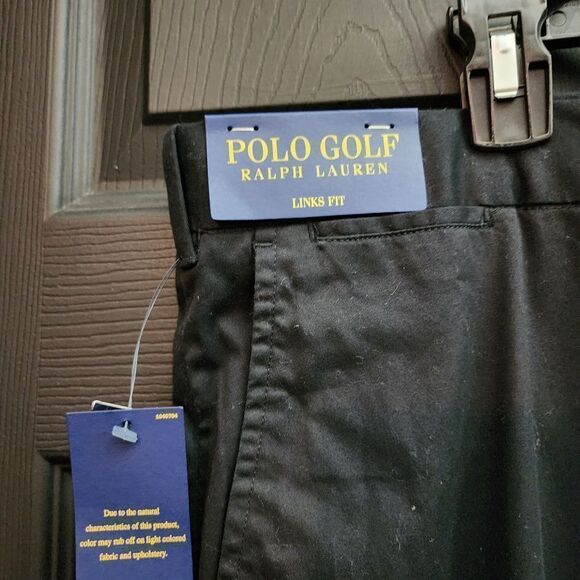 POLO GOLF
RALPH LAUREN
LINKS FIT
Due to the natural
characteristics of this product,
color may rub off on light colored
fabric and upholstery.